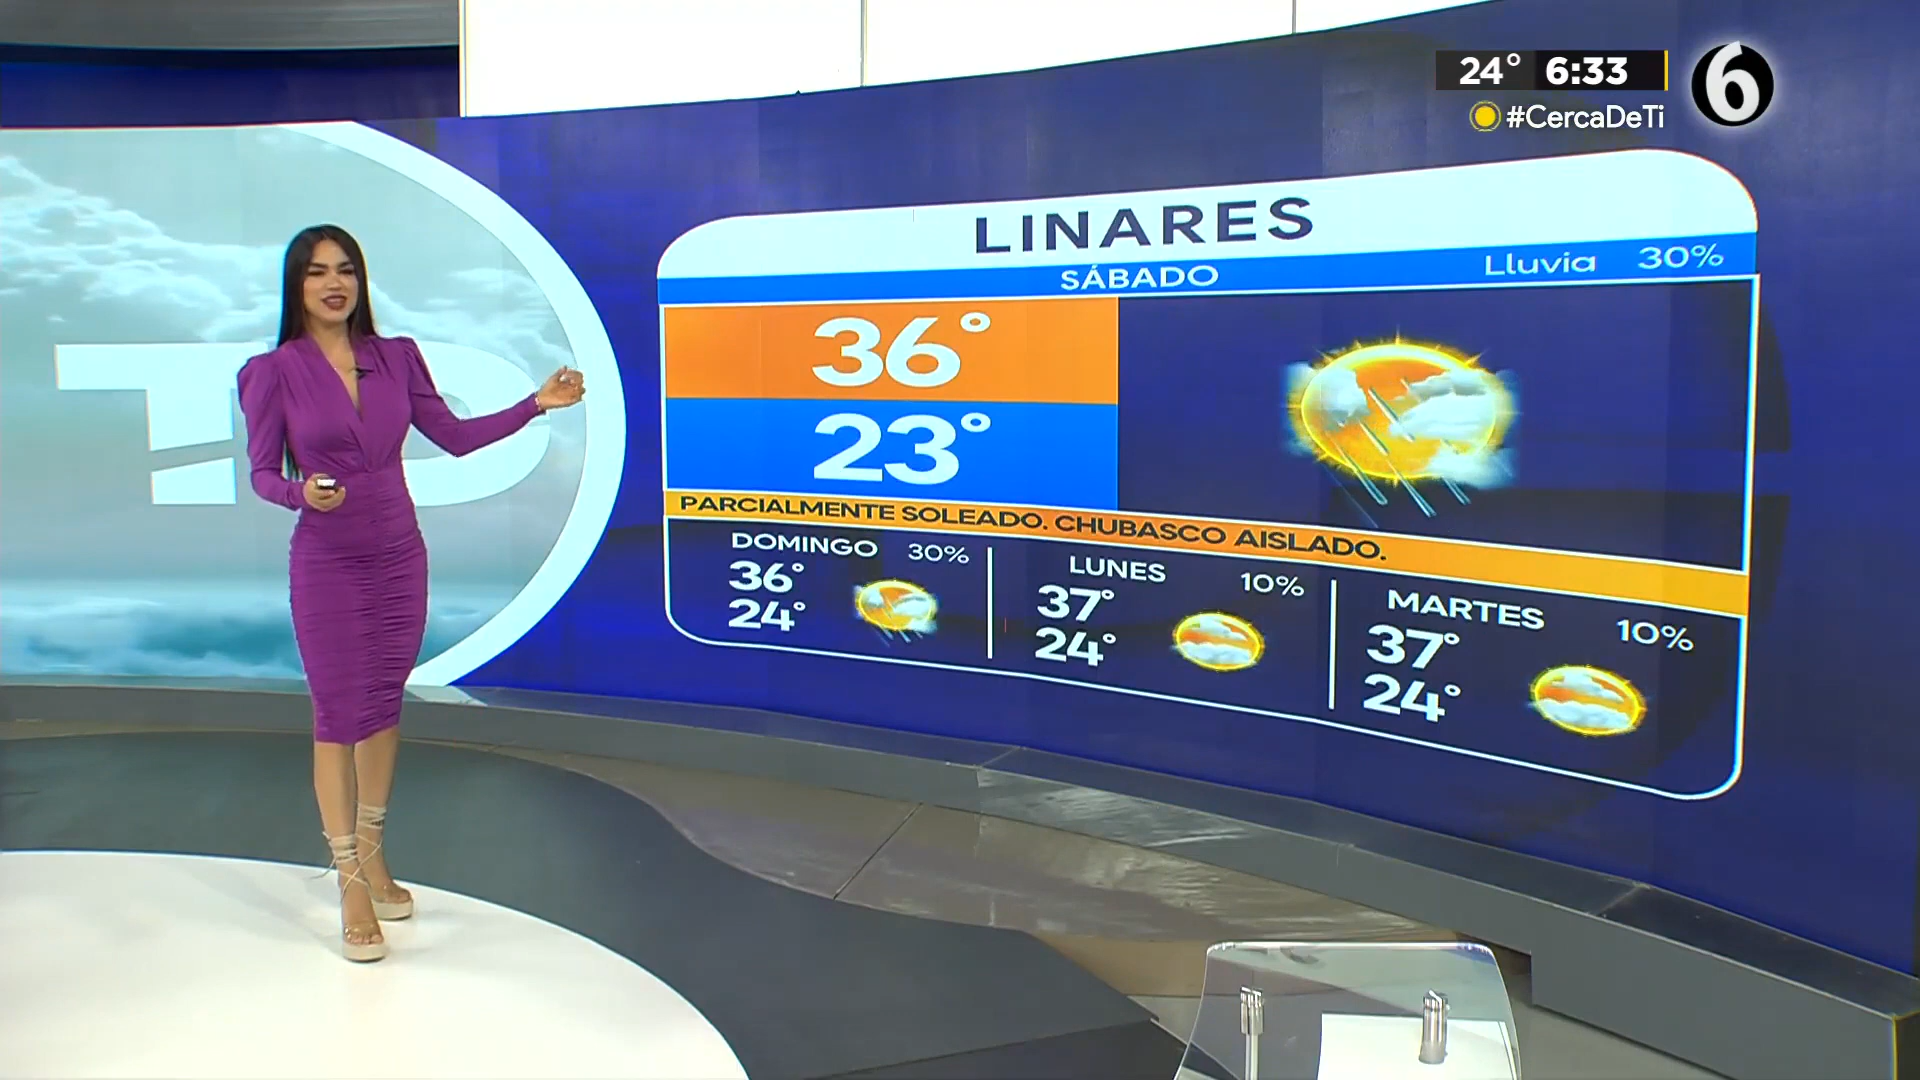 24° 6:33
6
#CercaDeTi
LINARES
SÁBADO
Lluvia 30%
36°
23°
PARCIALMENTE SOLEADO. CHUBASCO AISLADO.
DOMINGO 30%
36°
24°
LUNES 10%
37°
24°
MARTES 10%
37°
24°